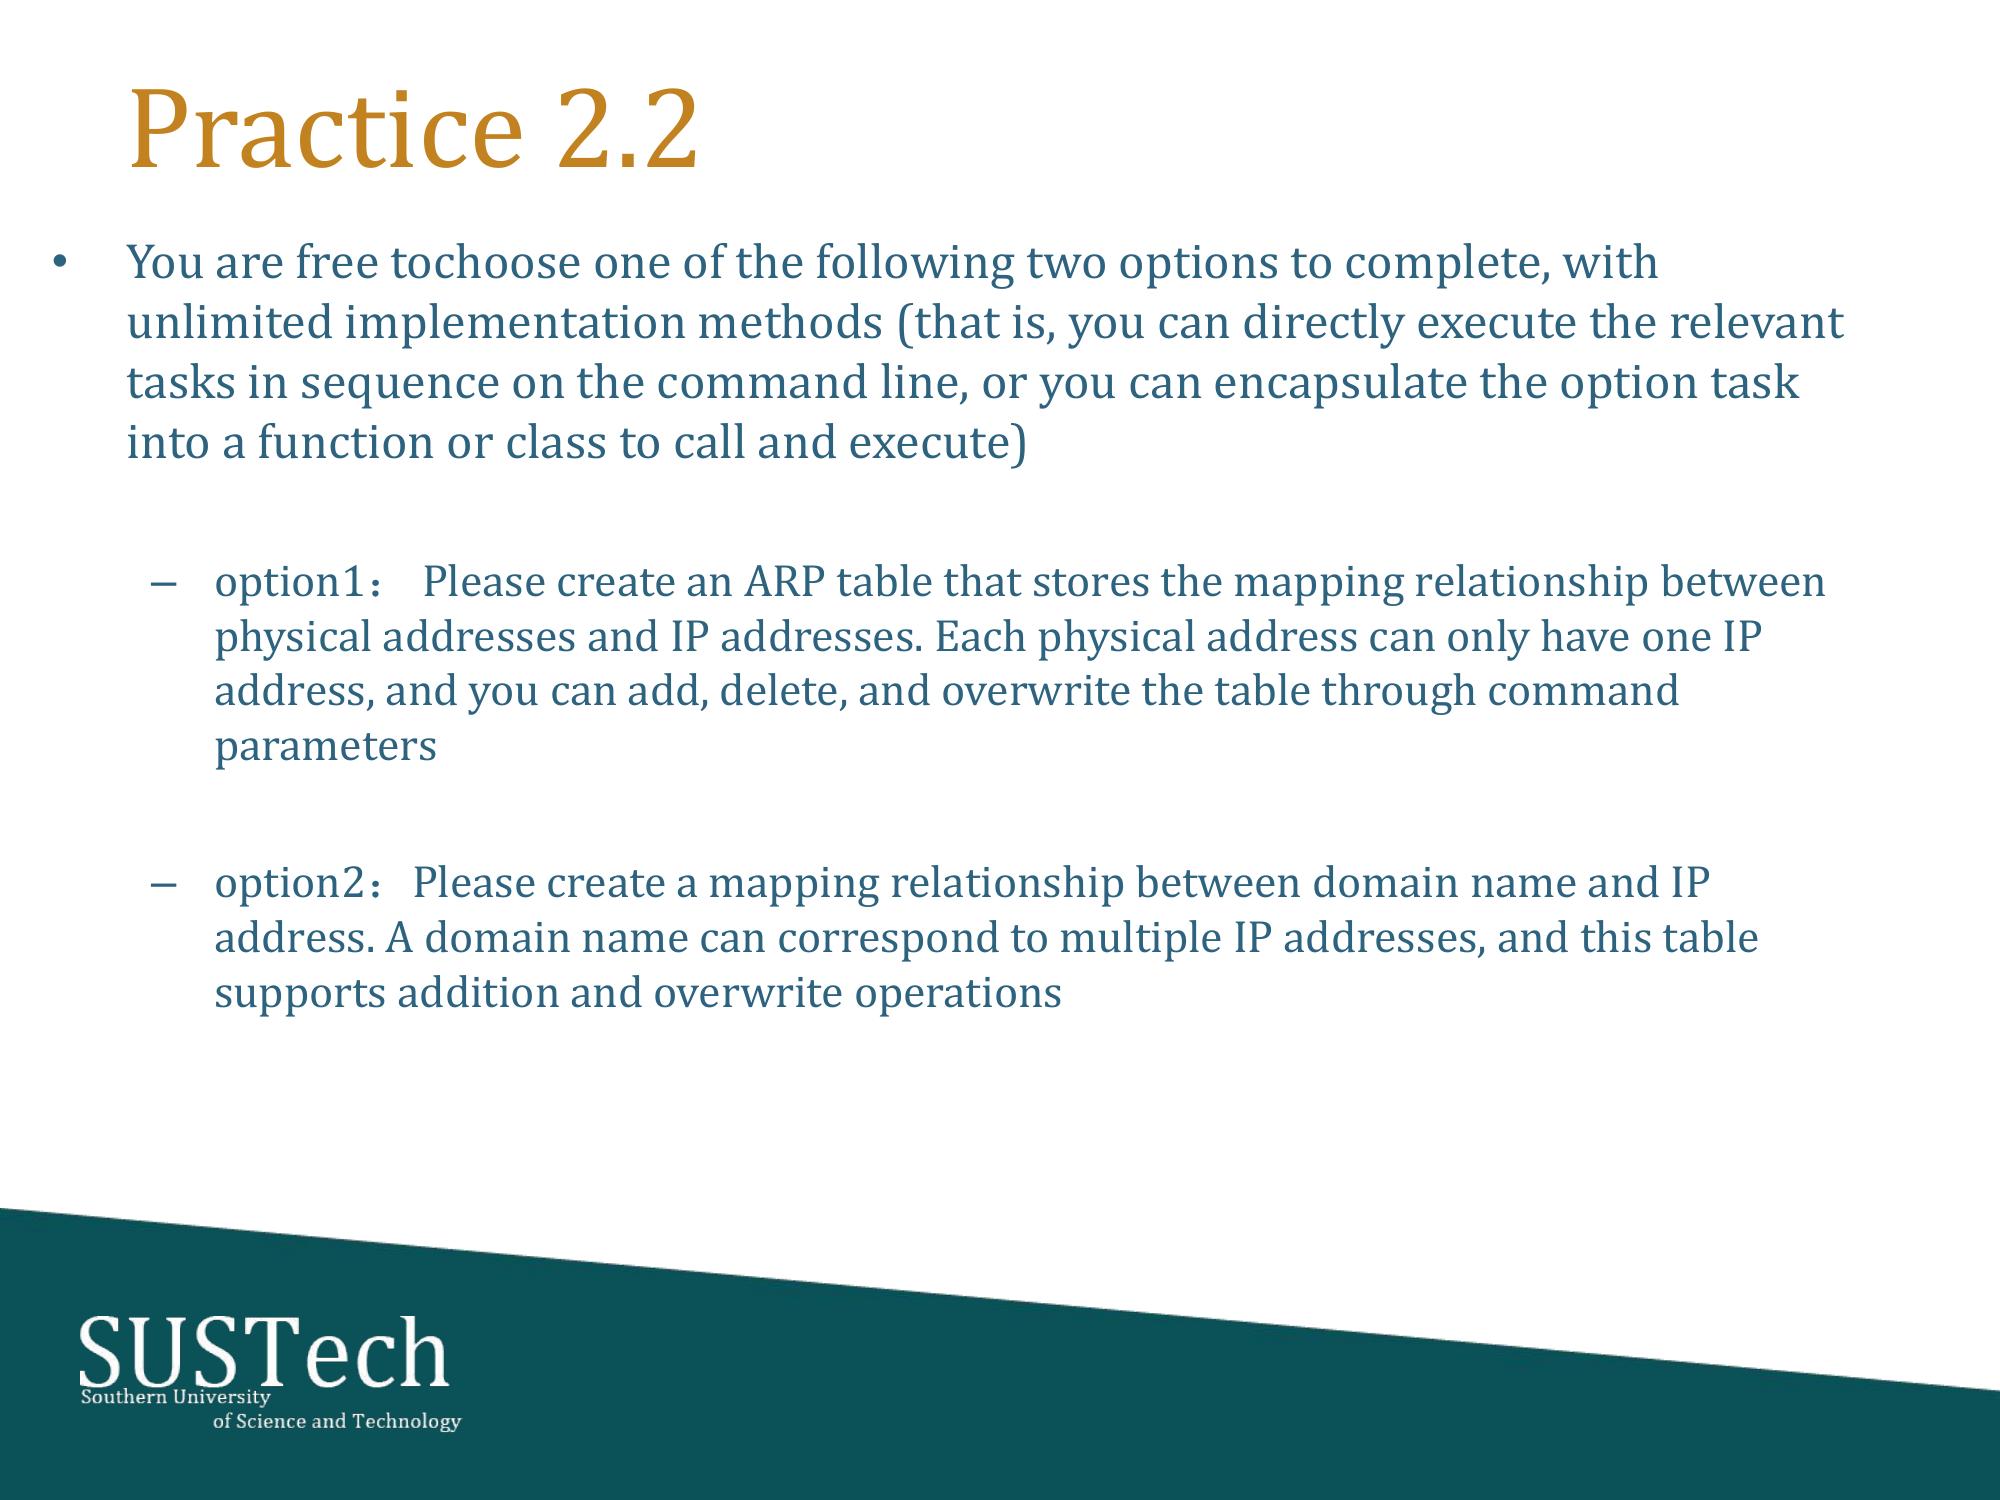 Practice 2.2
• You are free tochoose one of the following two options to complete, with
unlimited implementation methods (that is, you can directly execute the relevant
tasks in sequence on the command line, or you can encapsulate the option task
into a function or class to call and execute)
– option1： Please create an ARP table that stores the mapping relationship between
physical addresses and IP addresses. Each physical address can only have one IP
address, and you can add, delete, and overwrite the table through command
parameters
– option2：Please create a mapping relationship between domain name and IP
address. A domain name can correspond to multiple IP addresses, and this table
supports addition and overwrite operations
SUSTech
Southern University
of Science and Technology